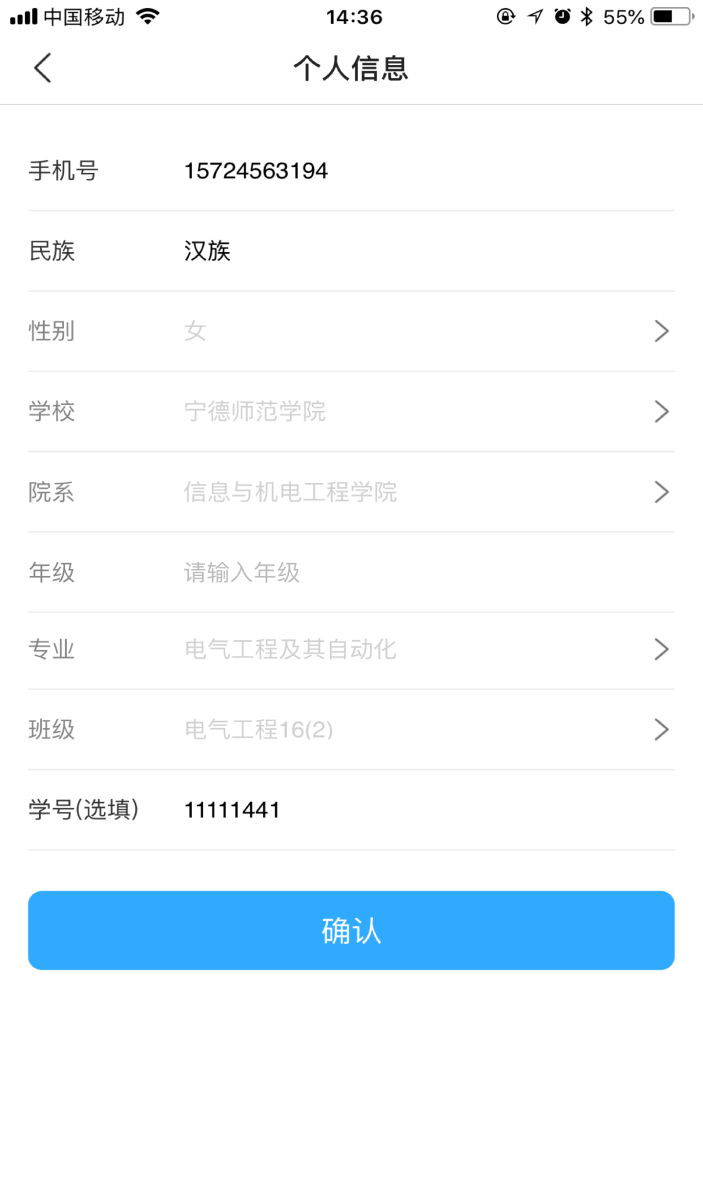 中国移动 14:36 55%
个人信息
手机号 15724563194
民族 汉族
性别 女
学校 宁德师范学院
院系 信息与机电工程学院
年级 请输入年级
专业 电气工程及其自动化
班级 电气工程16(2)
学号(选填) 11111441
确认